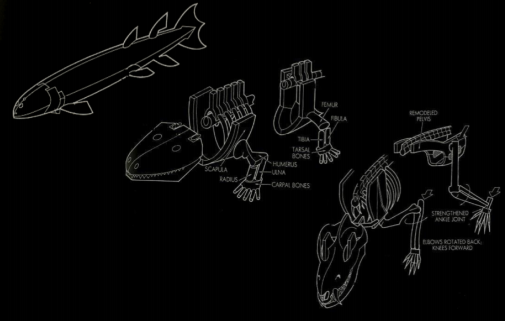 FEMUR
FIBULA
TIBIA
TARSAL
BONES
SCAPULA
HUMERUS
ULNA
RADIUS
CARPAL BONES
REMODELED
PELVIS
STRENGTHENED
ANKLE JOINT
ELBOWS ROTATED BACK,
KNEES FORWARD